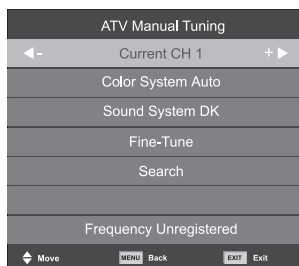 ATV Manual Tuning
- Current CH 1 +
Color System Auto
Sound System DK
Fine-Tune
Search
Frequency Unregistered
Move MENU Back EXIT Exit